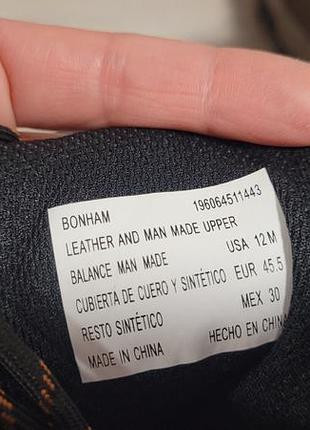 BONHAM 196064511443
LEATHER AND MAN MADE UPPER
BALANCE MAN MADE USA 12 M
CUBIERTA DE CUERO Y SINTÉTICO EUR 45.5
RESTO SINTÉTICO MEX 30
MADE IN CHINA HECHO EN CHINA